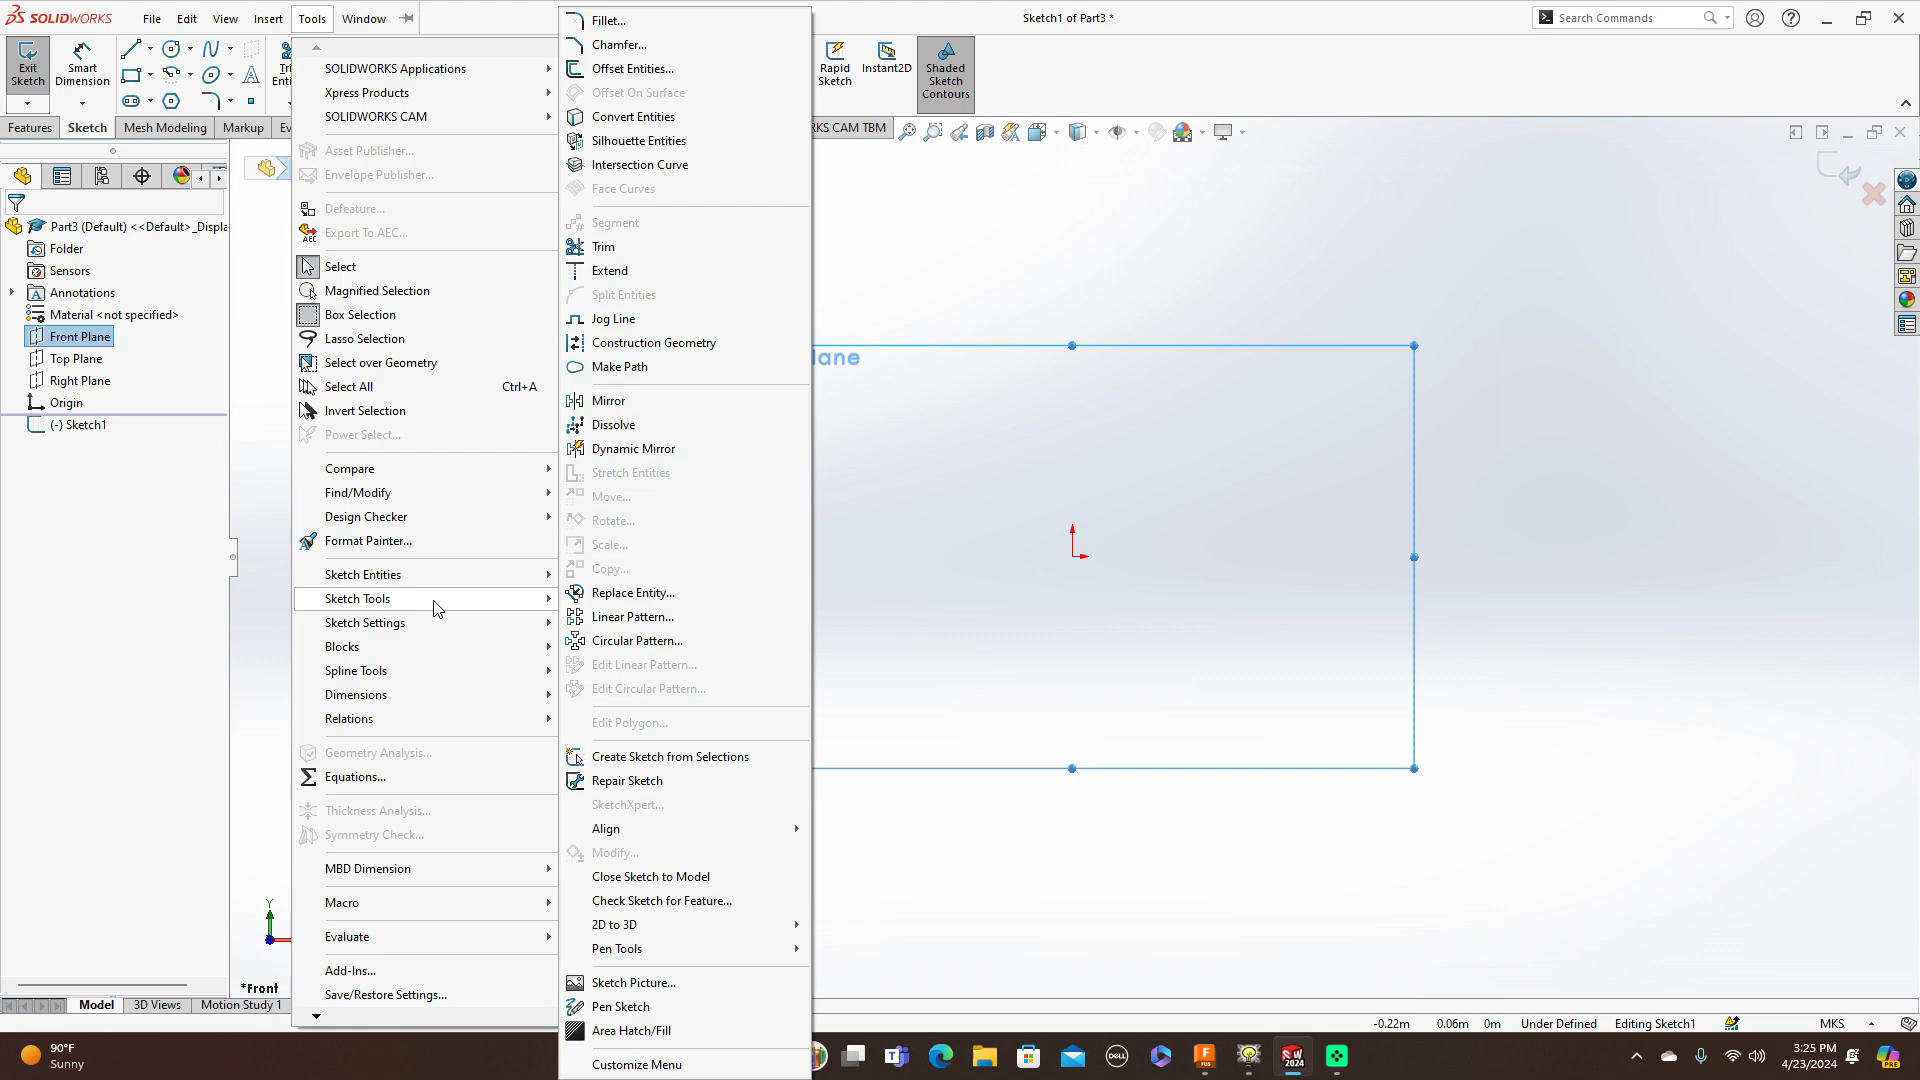 SOLIDWORKS
File
Edit
View
Insert
Tools
Window
Sketch1 of Part3 *
Search Commands
Exit
Sketch
Smart
Dimension
Rapid
Sketch
Instant2D
Shaded
Sketch
Contours
Features
Sketch
Mesh Modeling
Markup
TBM
Part3 (Default) <<Default>_Displa
Folder
Sensors
Annotations
Material <not specified>
Front Plane
Top Plane
Right Plane
Origin
(-) Sketch1
SOLIDWORKS Applications
Xpress Products
SOLIDWORKS CAM
Asset Publisher...
Envelope Publisher...
Defeature...
Export To AEC...
Select
Magnified Selection
Box Selection
Lasso Selection
Select over Geometry
Select All Ctrl+A
Invert Selection
Power Select...
Compare
Find/Modify
Design Checker
Format Painter...
Sketch Entities
Sketch Tools
Sketch Settings
Blocks
Spline Tools
Dimensions
Relations
Geometry Analysis...
Equations...
Thickness Analysis...
Symmetry Check...
MBD Dimension
Macro
Evaluate
Add-Ins...
Save/Restore Settings...
Fillet...
Chamfer...
Offset Entities...
Offset On Surface
Convert Entities
Silhouette Entities
Intersection Curve
Face Curves
Segment
Trim
Extend
Split Entities
Jog Line
Construction Geometry
Make Path
Mirror
Dissolve
Dynamic Mirror
Stretch Entities
Move...
Rotate...
Scale...
Copy...
Replace Entity...
Linear Pattern...
Circular Pattern...
Edit Linear Pattern...
Edit Circular Pattern...
Edit Polygon...
Create Sketch from Selections
Repair Sketch
SketchXpert...
Align
Modify...
Close Sketch to Model
Check Sketch for Feature...
2D to 3D
Pen Tools
Sketch Picture...
Pen Sketch
Area Hatch/Fill
Customize Menu
lane
Y
*Front
Model
3D Views
Motion Study 1
-0.22m
0.06m
0m
Under Defined
Editing Sketch1
MKS
90°F
Sunny
DELL
SW
2024
3:25 PM
4/23/2024